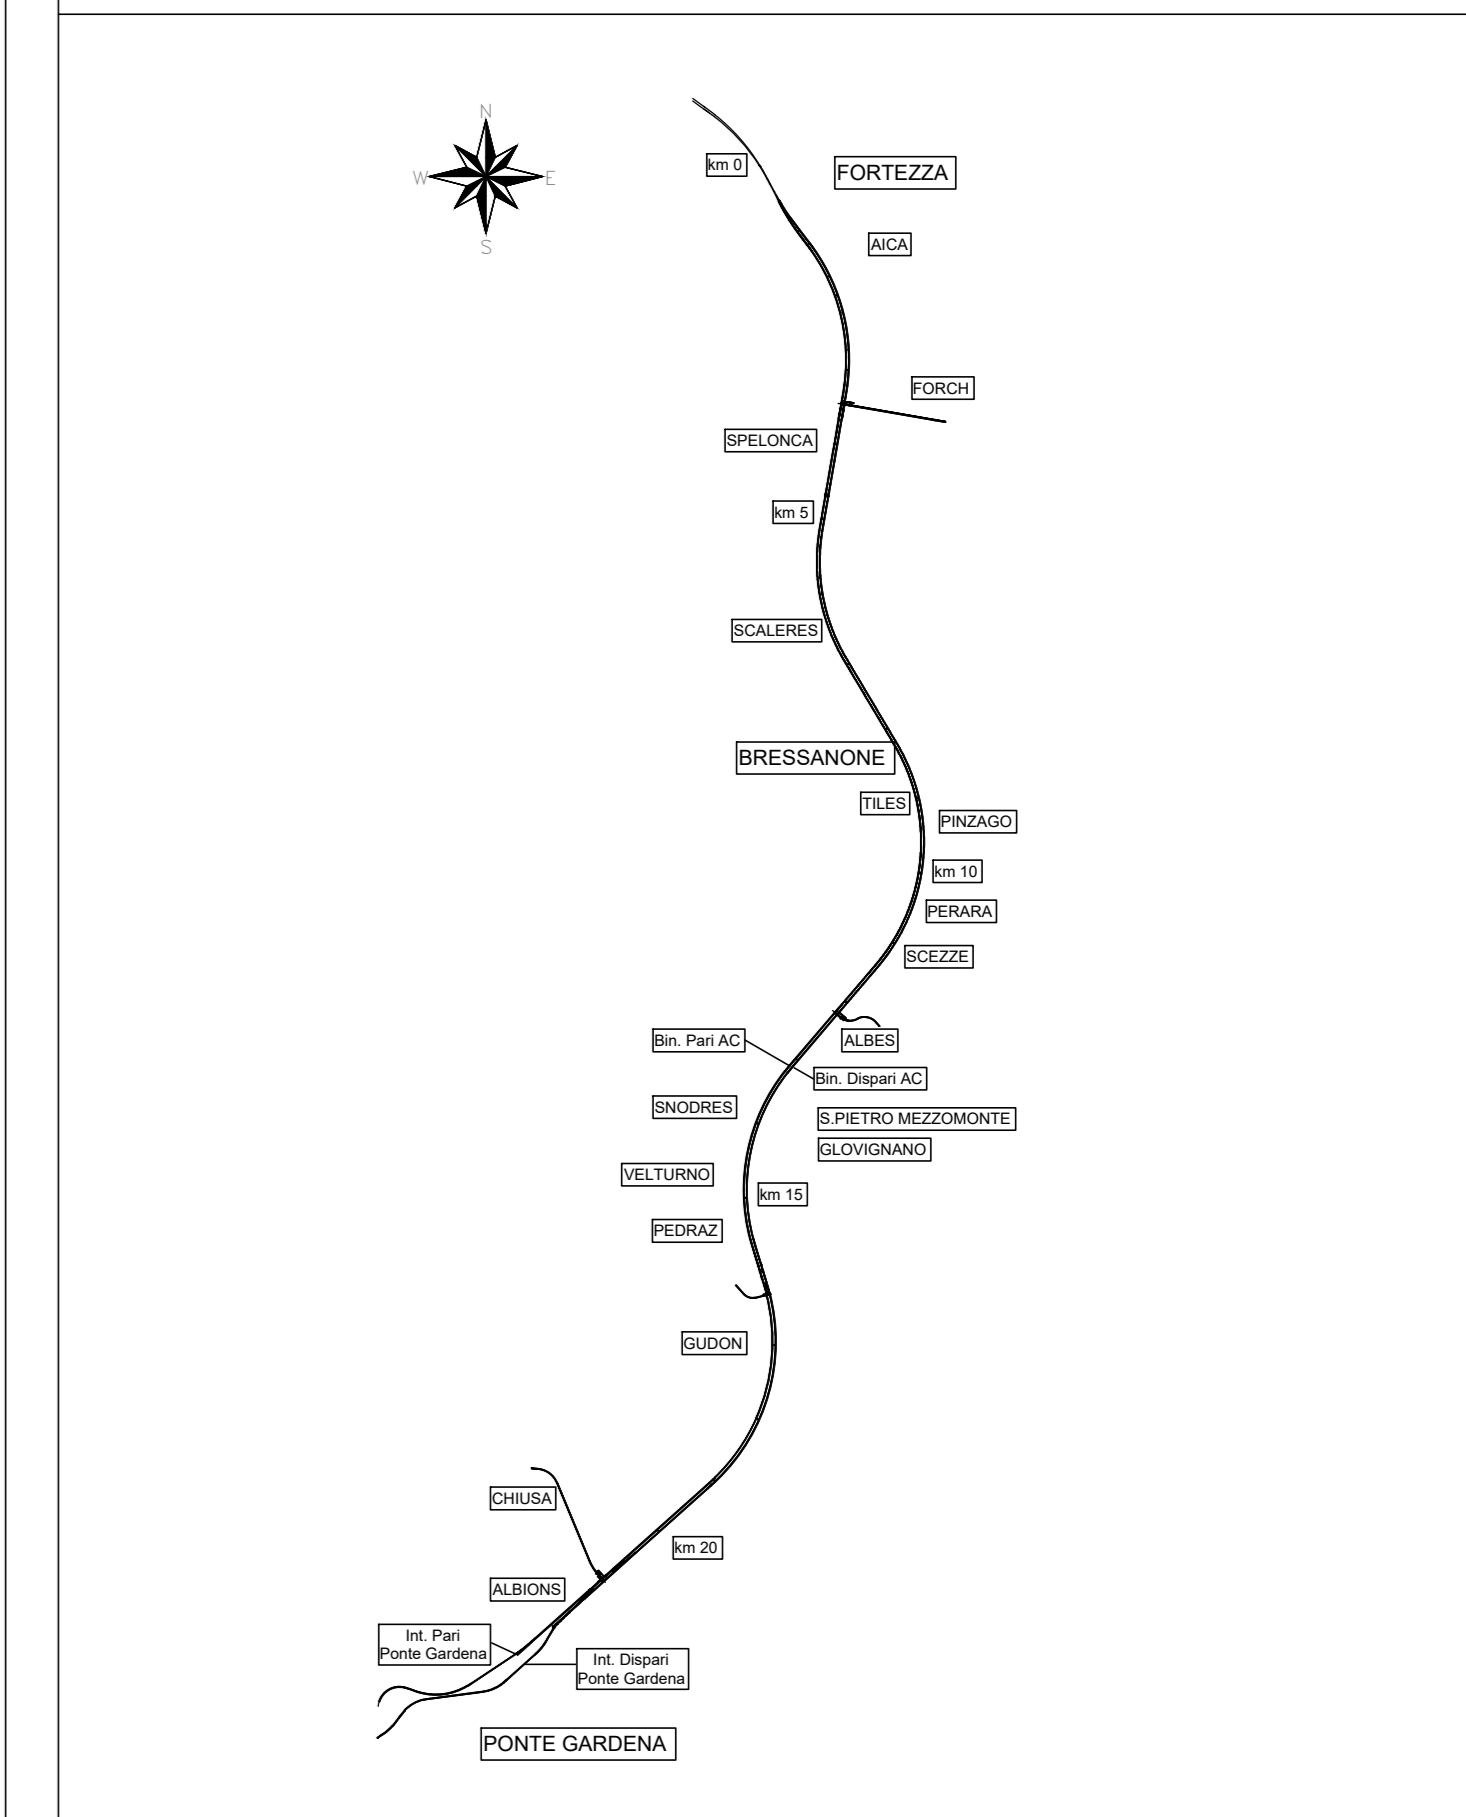 N
W
E
S
km 0
FORTEZZA
AICA
FORCH
SPELONCA
km 5
SCALERES
BRESSANONE
TILES
PINZAGO
km 10
PERARA
SCEZZE
Bin. Pari AC
ALBES
Bin. Dispari AC
SNODRES
S.PIETRO MEZZOMONTE
GLOVIGNANO
VELTURNO
km 15
PEDRAZ
GUDON
CHIUSA
km 20
ALBIONS
Int. Pari
Ponte Gardena
Int. Dispari
Ponte Gardena
PONTE GARDENA